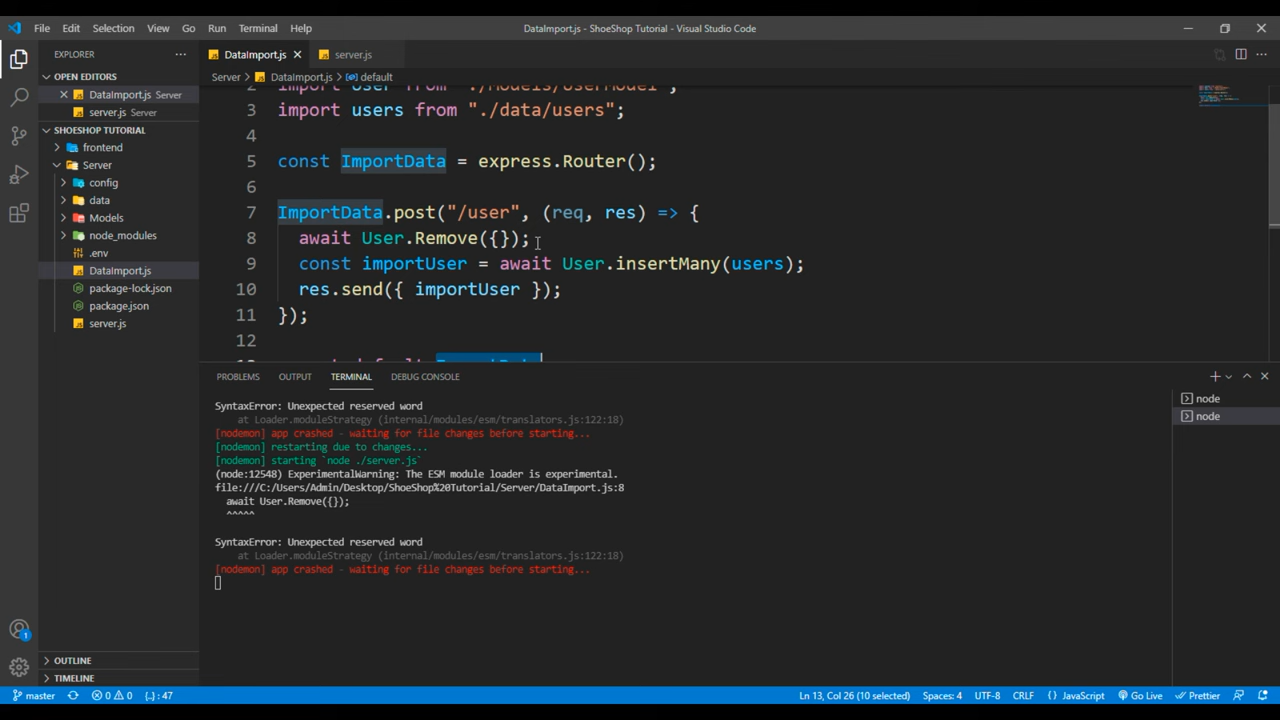 File Edit Selection View Go Run Terminal Help
DataImport.js - ShoeShop Tutorial - Visual Studio Code
EXPLORER
OPEN EDITORS
DataImport.js Server
server.js Server
SHOESHOP TUTORIAL
frontend
Server
config
data
Models
node_modules
.env
DataImport.js
package-lock.json
package.json
server.js
OUTLINE
TIMELINE
DataImport.js
server.js
Server > DataImport.js > default
2 import User from "./Models/UserModel";
3 import users from "./data/users";
4
5 const ImportData = express.Router();
6
7 ImportData.post("/user", (req, res) => {
8 await User.Remove({});
9 const importUser = await User.insertMany(users);
10 res.send({ importUser });
11 });
12
PROBLEMS OUTPUT TERMINAL DEBUG CONSOLE
SyntaxError: Unexpected reserved word
at Loader.moduleStrategy (internal/modules/esm/translators.js:122:18)
[nodemon] app crashed - waiting for file changes before starting...
[nodemon] restarting due to changes...
[nodemon] starting `node ./server.js`
(node:12548) ExperimentalWarning: The ESM module loader is experimental.
file:///C:/Users/Admin/Desktop/ShoeShop%20Tutorial/Server/DataImport.js:8
await User.Remove({});
^^^^^
SyntaxError: Unexpected reserved word
at Loader.moduleStrategy (internal/modules/esm/translators.js:122:18)
[nodemon] app crashed - waiting for file changes before starting...
node
node
1
master 0 0 {..} : 47
Ln 13, Col 26 (10 selected) Spaces: 4 UTF-8 CRLF {} JavaScript Go Live Prettier